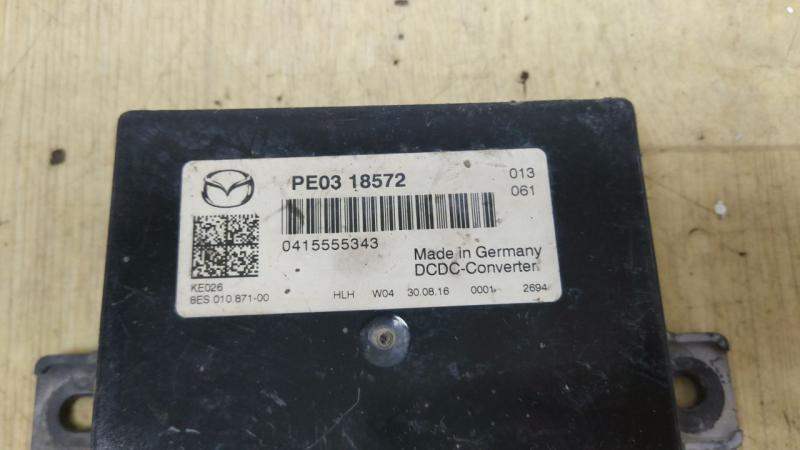 PE03 18572
013
061
0415555343
Made in Germany
DCDC-Converter
KE026
8ES 010.871-00 HLH W04 30.08.16 0001 2694